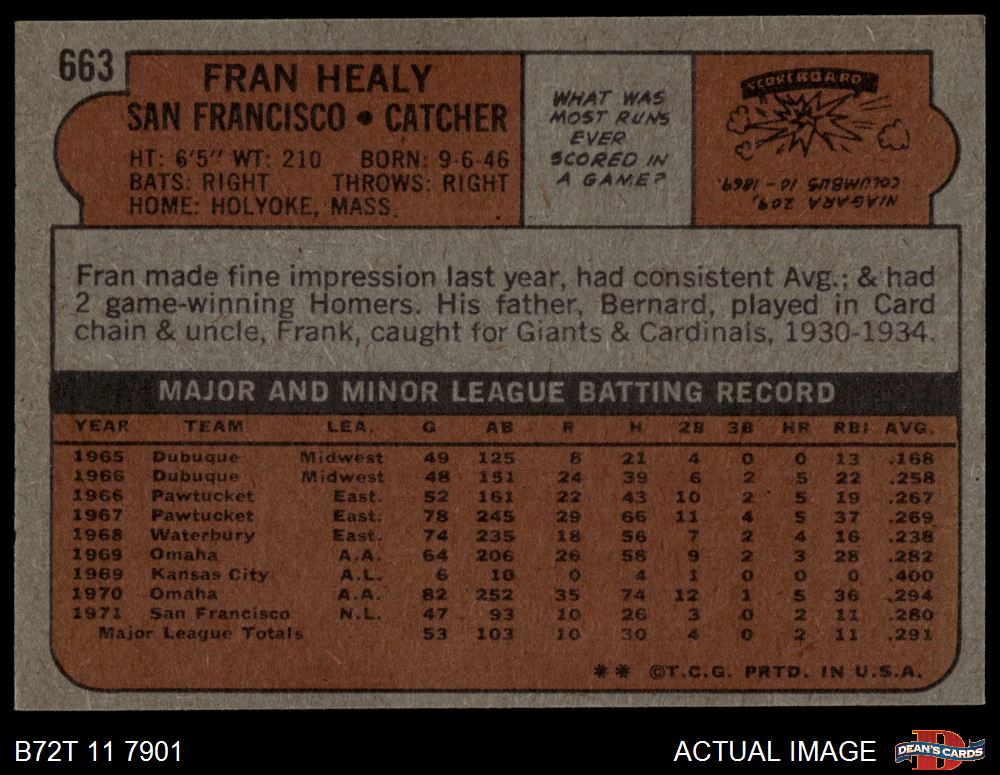 663
FRAN HEALY
SAN FRANCISCO • CATCHER
HT: 6'5" WT: 210 BORN: 9-6-46
BATS: RIGHT THROWS: RIGHT
HOME: HOLYOKE, MASS.
WHAT WAS
MOST RUNS
EVER
SCORED IN
A GAME?
SCOREBOARD
NIAGARA 209,
COLUMBUS 10 - 1869.
Fran made fine impression last year, had consistent Avg.; & had
2 game-winning Homers. His father, Bernard, played in Card
chain & uncle, Frank, caught for Giants & Cardinals, 1930-1934.
MAJOR AND MINOR LEAGUE BATTING RECORD
YEAR TEAM LEA. G AB R H 2B 3B HR RBI AVG.
1965 Dubuque Midwest 49 125 8 21 4 0 0 13 .168
1966 Dubuque Midwest 48 151 24 39 6 2 5 22 .258
1966 Pawtucket East. 52 161 22 43 10 2 5 19 .267
1967 Pawtucket East. 78 245 29 66 11 4 5 37 .269
1968 Waterbury East. 74 235 18 56 7 2 4 16 .238
1969 Omaha A.A. 64 206 26 58 9 2 3 28 .282
1969 Kansas City A.L. 6 10 0 4 1 0 0 0 .400
1970 Omaha A.A. 82 252 35 74 12 1 5 36 .294
1971 San Francisco N.L. 47 93 10 26 3 0 2 11 .280
Major League Totals 53 103 10 30 4 0 2 11 .291
** ©T.C.G. PRTD. IN U.S.A.
B72T 11 7901
ACTUAL IMAGE
DEAN'S CARDS